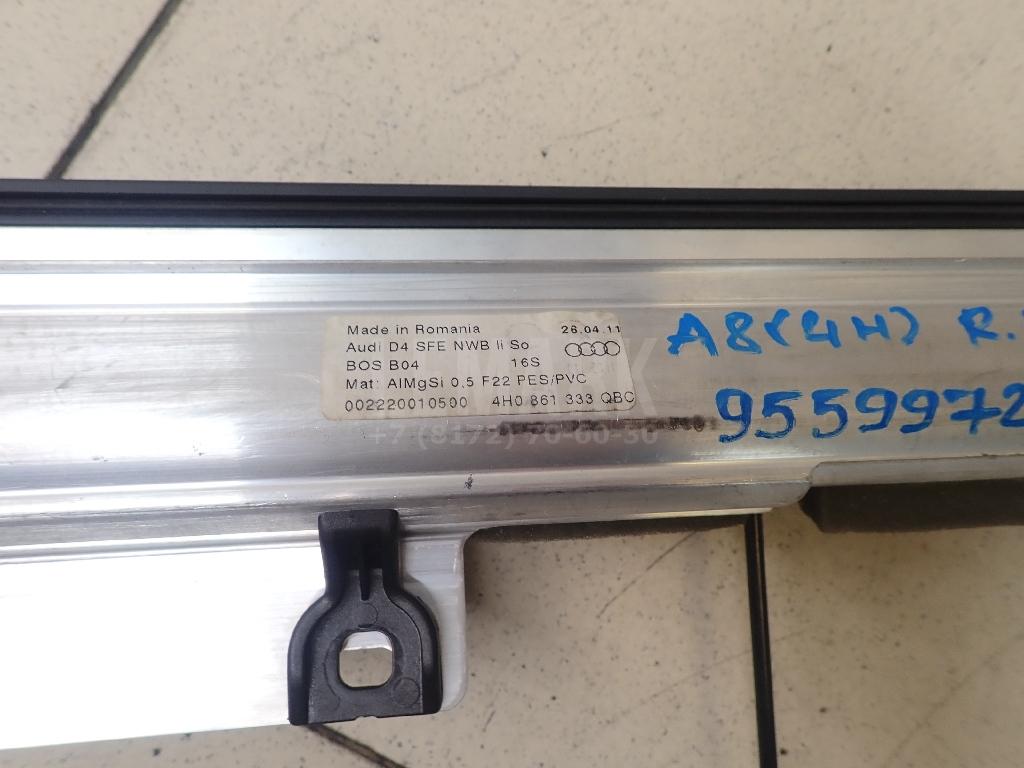 Made in Romania 26.04.11
Audi D4 SFE NWB li So
BOS B04 16S
Mat: AlMgSi 0,5 F22 PES/PVC
002220010500 4H0 861 333 QBC
+7 (8172) 70-60-30
A8(4H) R.
9559972